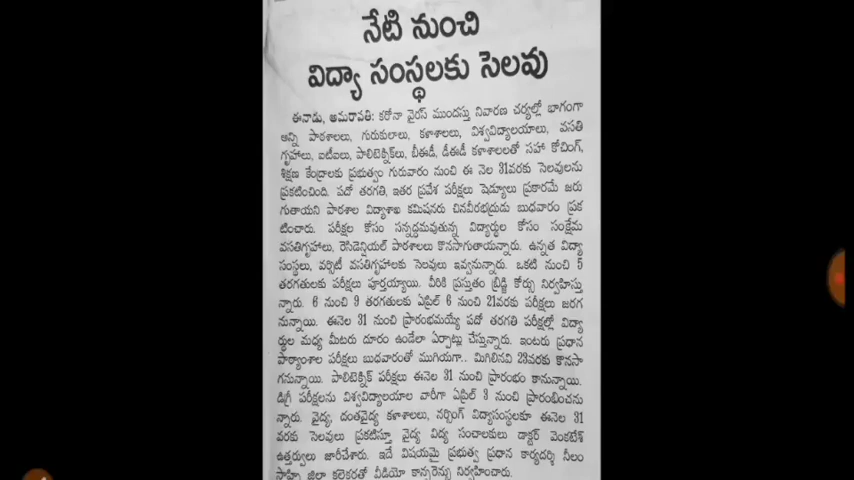 నేటి నుంచి
విద్యా సంస్థలకు సెలవు
ఈనాడు, అమరావతి: కరోనా వైరస్ ముందస్తు నివారణ చర్యల్లో భాగంగా
అన్ని పాఠశాలలు, గురుకులాలు, కళాశాలలు, విశ్వవిద్యాలయాలు, వసతి
గృహాలు, ఐటీఐలు, పాలిటెక్నిక్‌లు, బీఈడీ, డీఈడీ కళాశాలలతో సహా కోచింగ్,
శిక్షణ కేంద్రాలకు ప్రభుత్వం గురువారం నుంచి ఈ నెల 31వరకు సెలవులను
ప్రకటించింది. పదో తరగతి, ఇతర ప్రవేశ పరీక్షలు షెడ్యూలు ప్రకారమే జరు
గుతాయని పాఠశాల విద్యాశాఖ కమిషనరు చినవీరభద్రుడు బుధవారం ప్రక
టించారు. పరీక్షల కోసం సన్నద్ధమవుతున్న విద్యార్థుల కోసం సంక్షేమ
వసతిగృహాలు, రెసిడెన్షియల్ పాఠశాలలు కొనసాగుతాయన్నారు. ఉన్నత విద్యా
సంస్థలు, వర్సిటీ వసతిగృహాలకు సెలవులు ఇవ్వనున్నారు. ఒకటి నుంచి 5
తరగతులకు పరీక్షలు పూర్తయ్యాయి. వీరికి ప్రస్తుతం బ్రిడ్జి కోర్సు నిర్వహిస్తు
న్నారు. 6 నుంచి 9 తరగతులకు ఏప్రిల్ 6 నుంచి 21వరకు పరీక్షలు జరగ
నున్నాయి. ఈనెల 31 నుంచి ప్రారంభమయ్యే పదో తరగతి పరీక్షల్లో విద్యా
ర్థుల మధ్య మీటరు దూరం ఉండేలా ఏర్పాట్లు చేస్తున్నారు. ఇంటరు ప్రధాన
పాఠ్యాంశాల పరీక్షలు బుధవారంతో ముగియగా.. మిగిలినవి 23వరకు కొనసా
గనున్నాయి. పాలిటెక్నిక్ పరీక్షలు ఈనెల 31 నుంచి ప్రారంభం కానున్నాయి.
డిగ్రీ పరీక్షలను విశ్వవిద్యాలయాల వారీగా ఏప్రిల్ 3 నుంచి ప్రారంభించను
న్నారు. వైద్య, దంతవైద్య కళాశాలలు, నర్సింగ్ విద్యాసంస్థలకూ ఈనెల 31
వరకు సెలవులు ప్రకటిస్తూ వైద్య విద్య సంచాలకులు డాక్టర్ వెంకటేశ్
ఉత్తర్వులు జారీచేశారు. ఇదే విషయమై ప్రభుత్వ ప్రధాన కార్యదర్శి నీలం
సాహ్ని జిల్లా కలెక్టర్లతో వీడియో కాన్ఫరెన్సు నిర్వహించారు.